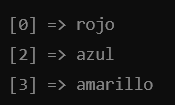 [0] => rojo
[2] => azul
[3] => amarillo